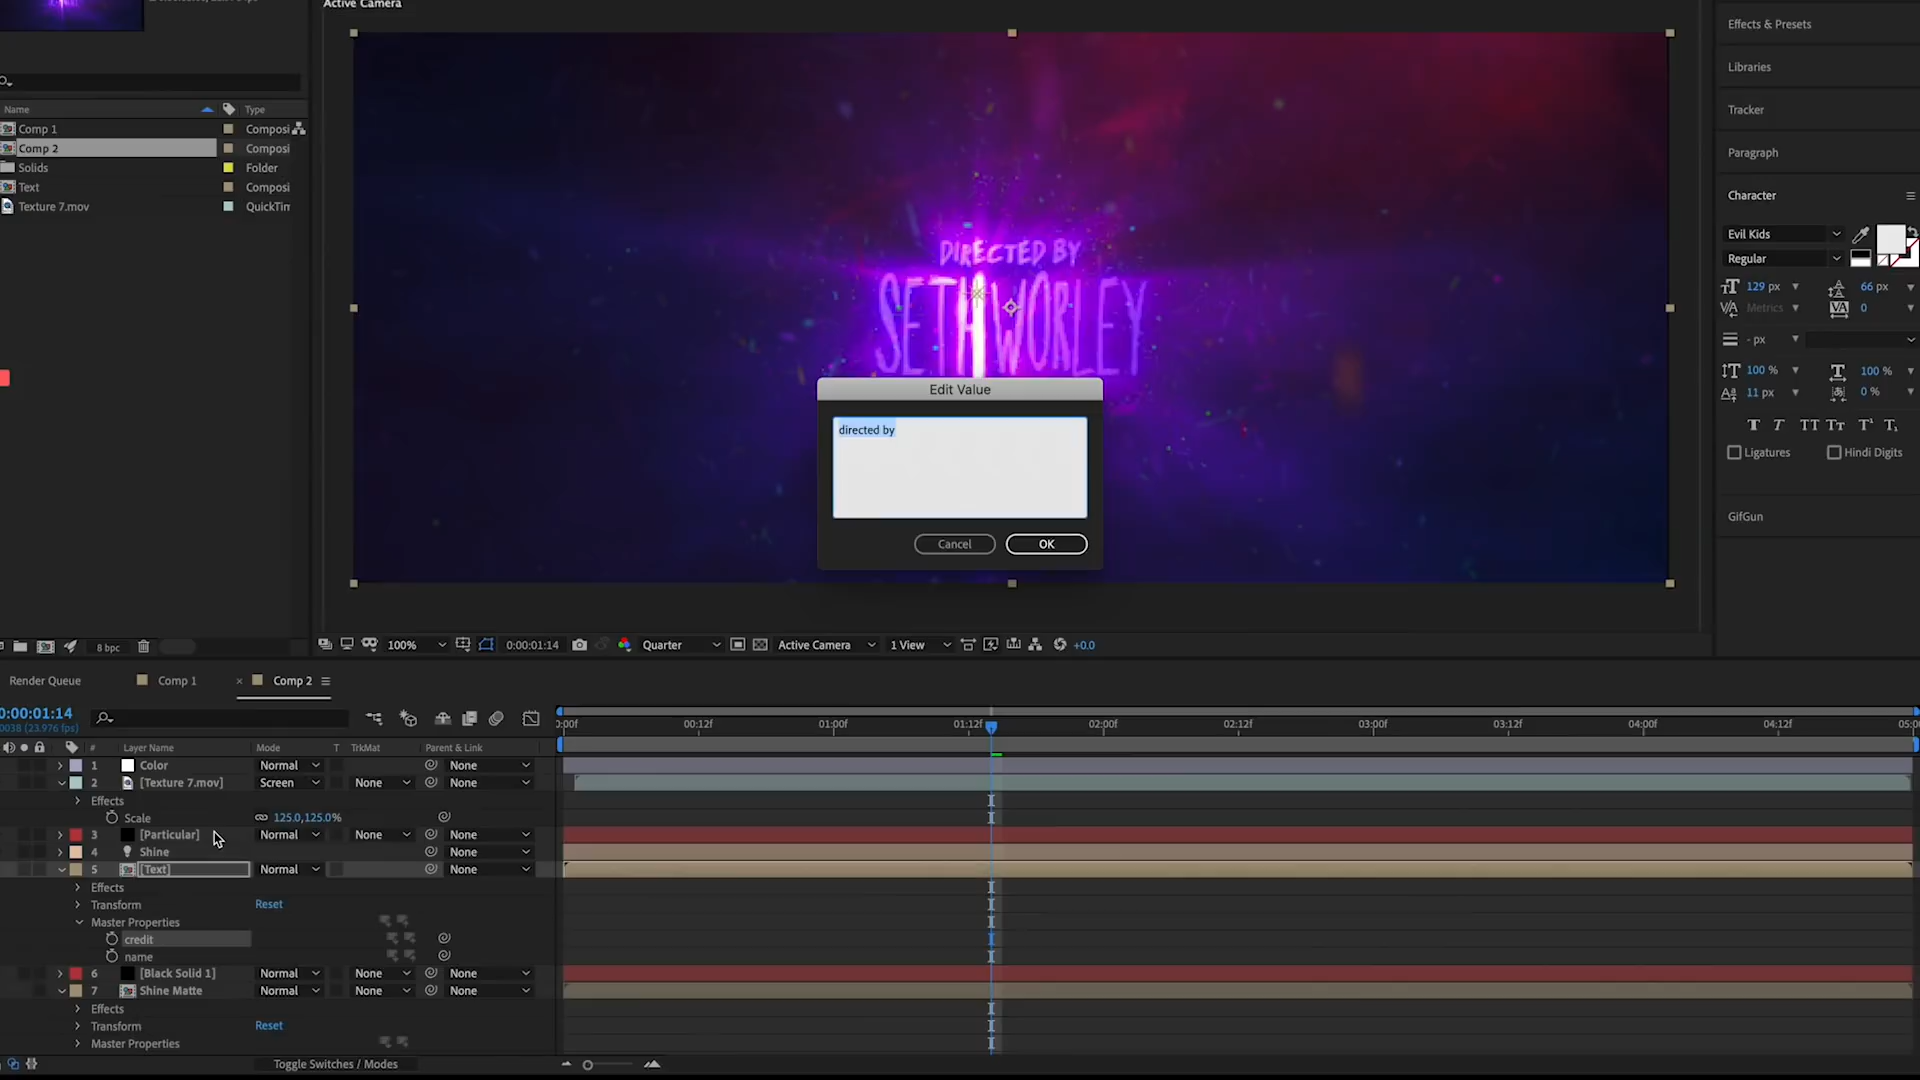 Active Camera
Effects & Presets
Libraries
Tracker
Paragraph
Character
Evil Kids
Regular
129 px
66 px
Metrics
0
- px
100 %
100 %
11 px
0 %
Ligatures
Hindi Digits
GifGun
Name
Type
Comp 1
Composi
Comp 2
Composi
Solids
Folder
Text
Composi
Texture 7.mov
QuickTin
DIRECTED BY
SETH WORLEY
Edit Value
directed by
Cancel
OK
8 bpc
100%
0:00:01:14
Quarter
Active Camera
1 View
+0.0
Render Queue
Comp 1
× Comp 2
0:00:01:14
0038 (23.976 fps)
:00f
00:12f
01:00f
01:12f
02:00f
02:12f
03:00f
03:12f
04:00f
04:12f
05:00
#
Layer Name
Mode
T
TrkMat
Parent & Link
1
Color
Normal
None
2
[Texture 7.mov]
Screen
None
None
Effects
Scale
125.0,125.0%
3
[Particular]
Normal
None
None
4
Shine
None
5
[Text]
Normal
None
Effects
Transform
Reset
Master Properties
credit
name
6
[Black Solid 1]
Normal
None
None
7
Shine Matte
Normal
None
None
Effects
Transform
Reset
Master Properties
Toggle Switches / Modes